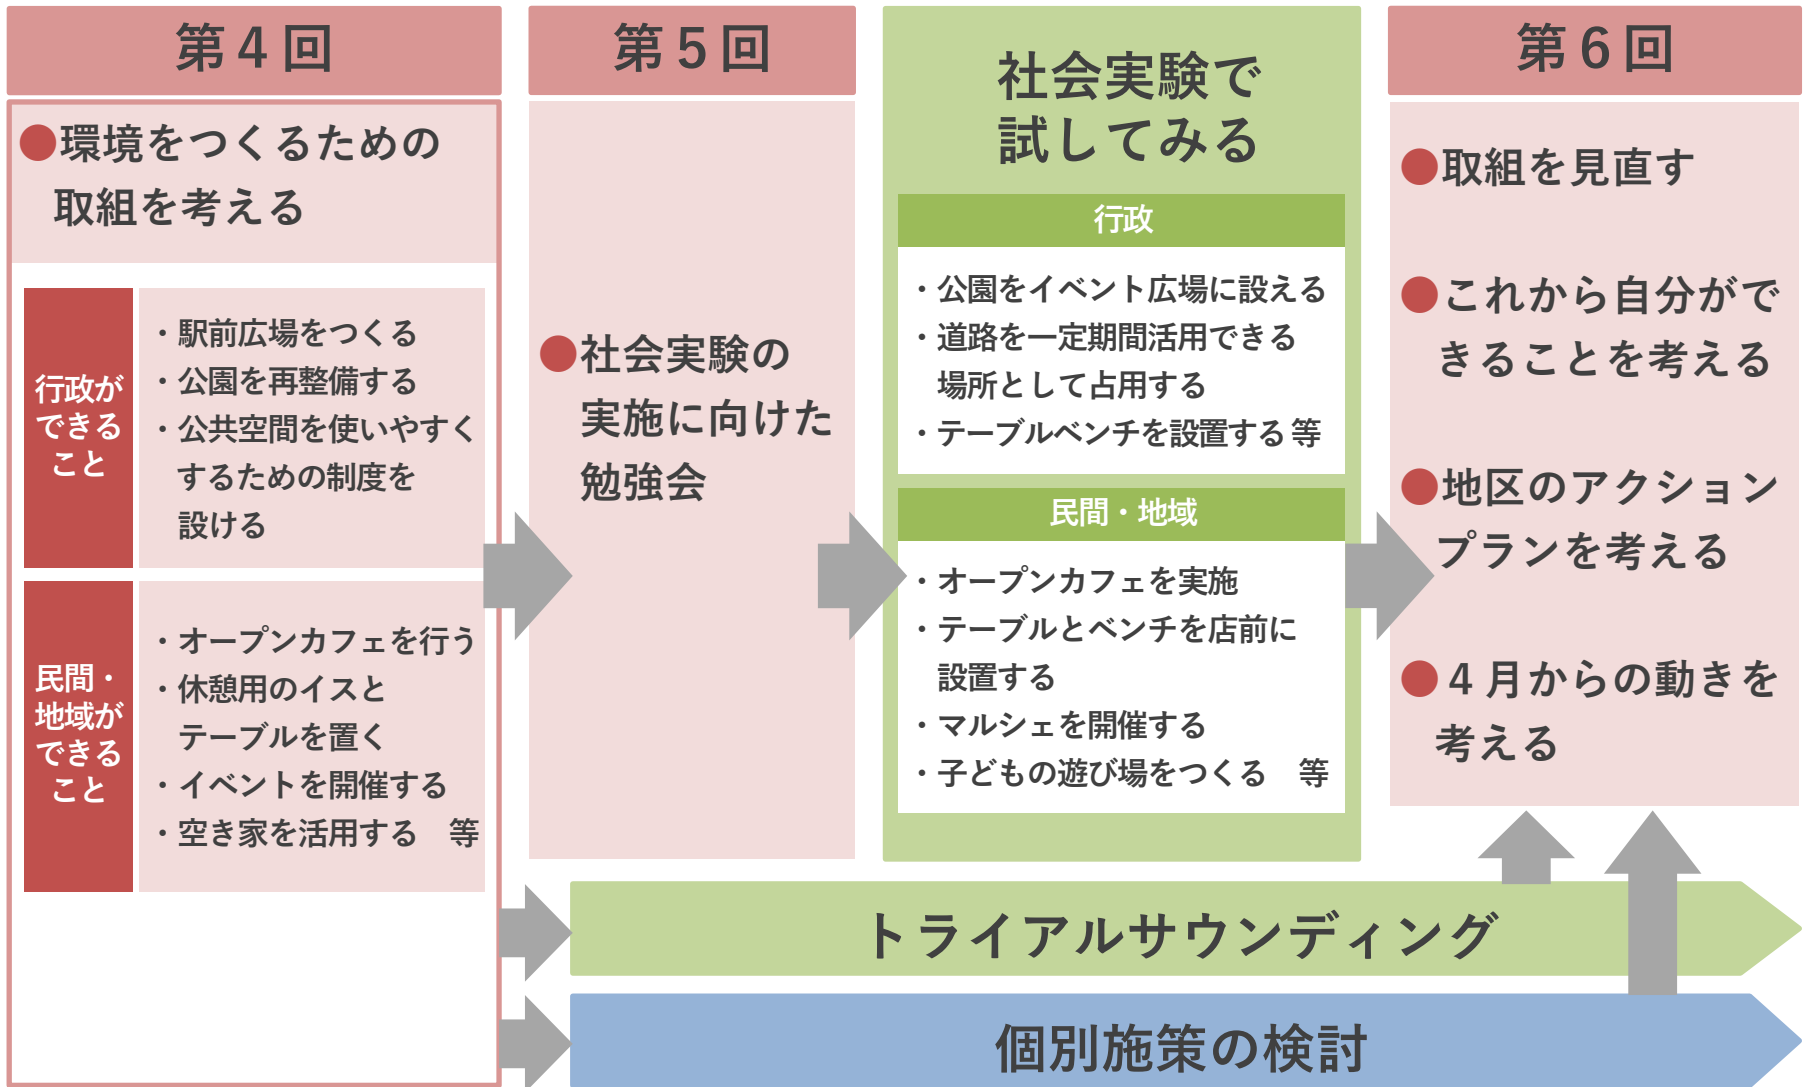 第４回
●環境をつくるための
取組を考える
行政が
できる
こと
・駅前広場をつくる
・公園を再整備する
・公共空間を使いやすく
するための制度を
設ける
民間・
地域が
できる
こと
・オープンカフェを行う
・休憩用のイスと
テーブルを置く
・イベントを開催する
・空き家を活用する　等
第５回
●社会実験の
実施に向けた
勉強会
社会実験で
試してみる
行政
・公園をイベント広場に設える
・道路を一定期間活用できる
場所として占用する
・テーブルベンチを設置する 等
民間・地域
・オープンカフェを実施
・テーブルとベンチを店前に
設置する
・マルシェを開催する
・子どもの遊び場をつくる　等
第６回
●取組を見直す
●これから自分がで
きることを考える
●地区のアクション
プランを考える
●４月からの動きを
考える
トライアルサウンディング
個別施策の検討